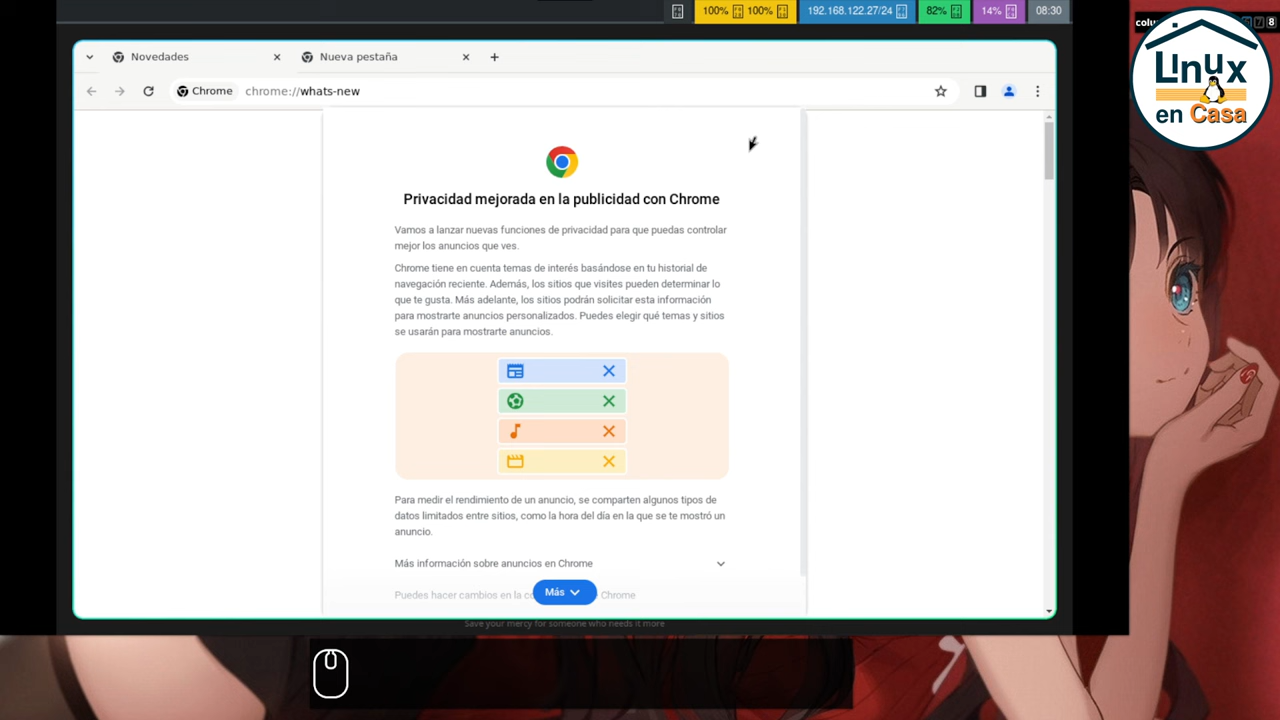 100% 100%
192.168.122.27/24
82%
14%
08:30
8
Linux
en Casa
Novedades
Nueva pestaña
Chrome
chrome://whats-new
Privacidad mejorada en la publicidad con Chrome
Vamos a lanzar nuevas funciones de privacidad para que puedas controlar
mejor los anuncios que ves.
Chrome tiene en cuenta temas de interés basándose en tu historial de
navegación reciente. Además, los sitios que visites pueden determinar lo
que te gusta. Más adelante, los sitios podrán solicitar esta información
para mostrarte anuncios personalizados. Puedes elegir qué temas y sitios
se usarán para mostrarte anuncios.
Para medir el rendimiento de un anuncio, se comparten algunos tipos de
datos limitados entre sitios, como la hora del día en la que se te mostró un
anuncio.
Más información sobre anuncios en Chrome
Puedes hacer cambios en la Chrome
Más
Save your mercy for someone who needs it more